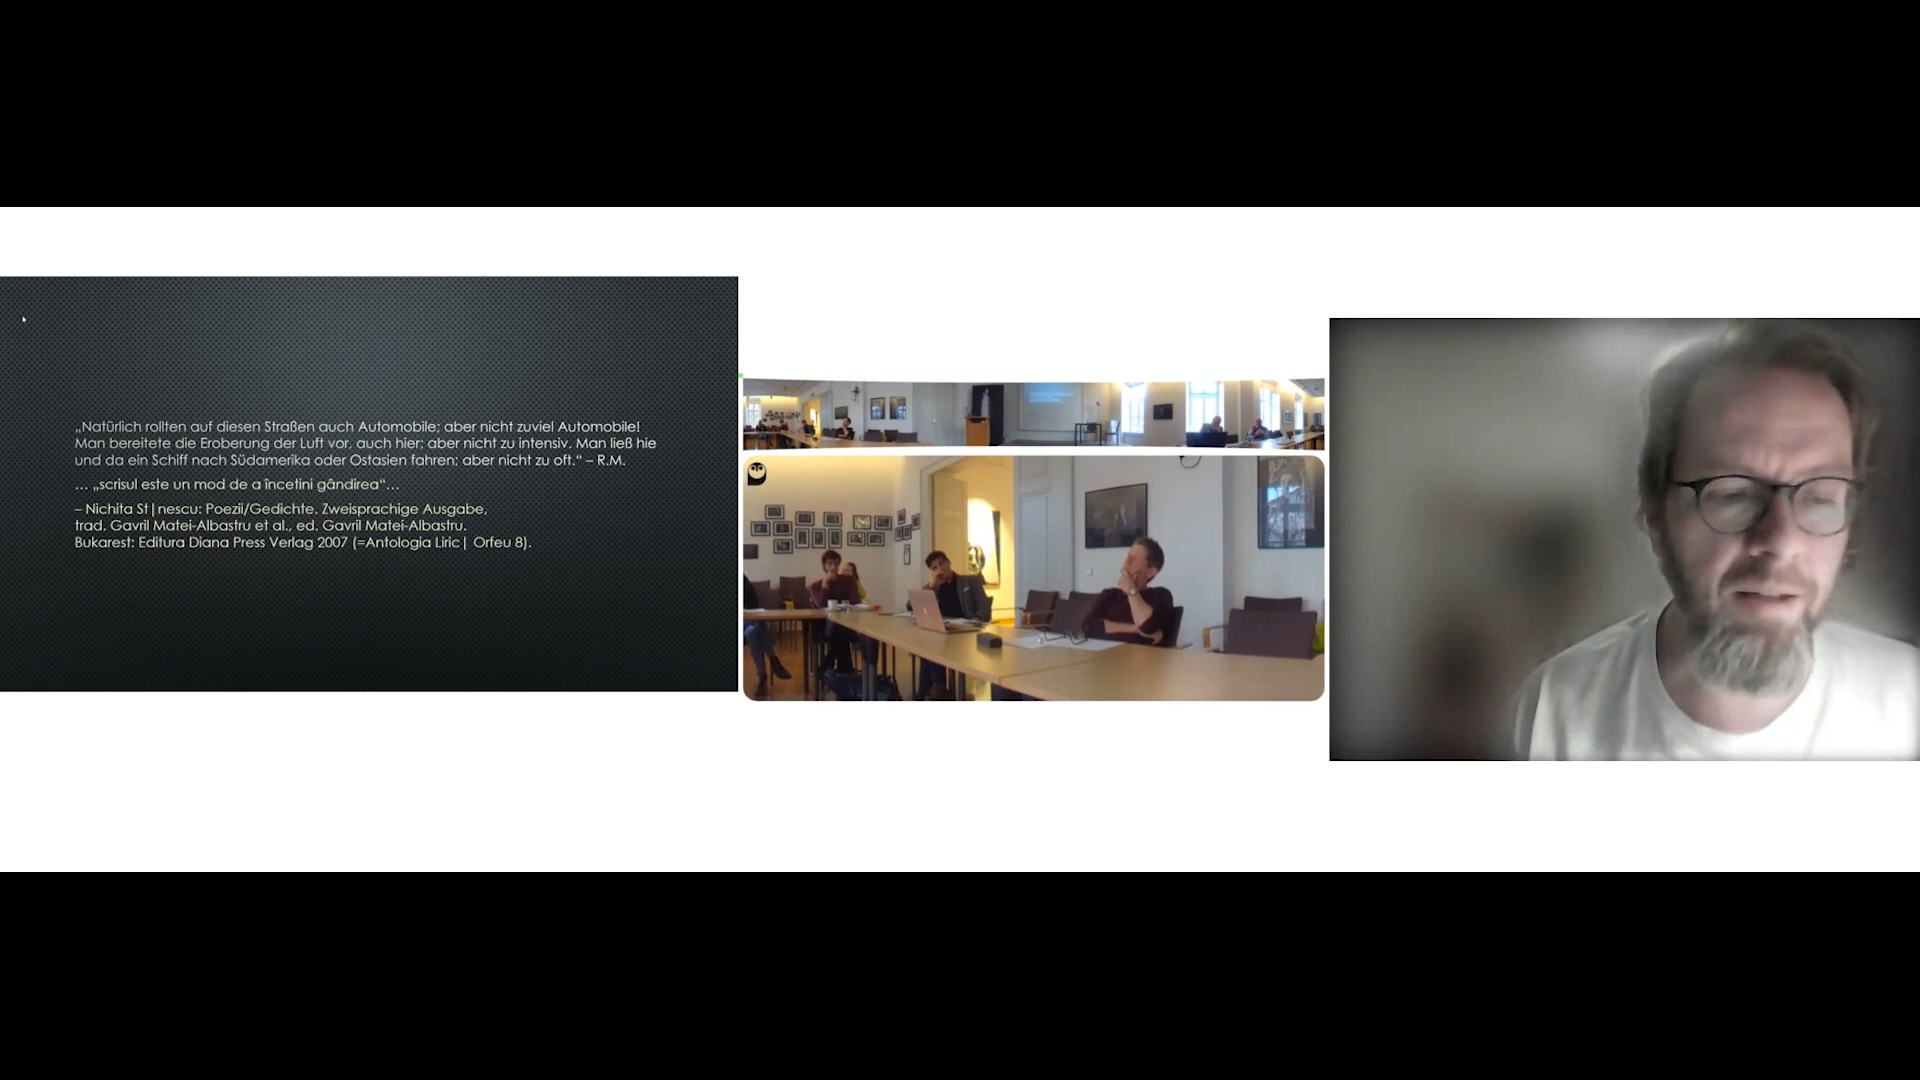 „Natürlich rollten auf diesen Straßen auch Automobile; aber nicht zuviel Automobile!
Man bereitete die Eroberung der Luft vor, auch hier; aber nicht zu intensiv. Man ließ hie
und da ein Schiff nach Südamerika oder Ostasien fahren; aber nicht zu oft.“ – R.M.
… „scrisul este un mod de a încetini gândirea“…
– Nichita St|nescu: Poezii/Gedichte. Zweisprachige Ausgabe,
trad. Gavril Matei-Albastru et al., ed. Gavril Matei-Albastru.
Bukarest: Editura Diana Press Verlag 2007 (=Antologia Liric| Orfeu 8).